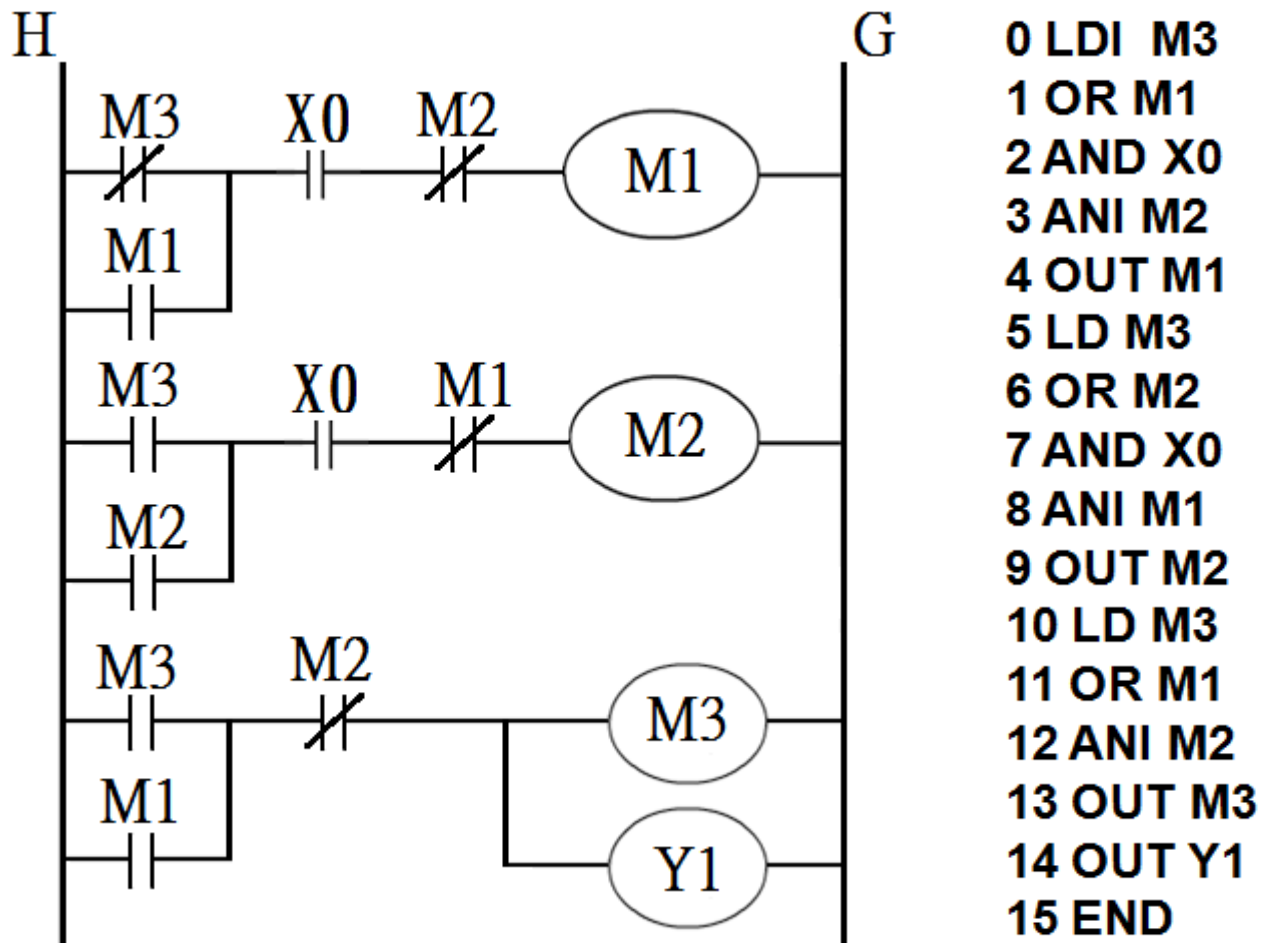 H
G
M3 X0 M2
M1
M1
M3 X0 M1
M2
M2
M3 M2
M3
M1
Y1
0 LDI M3
1 OR M1
2 AND X0
3 ANI M2
4 OUT M1
5 LD M3
6 OR M2
7 AND X0
8 ANI M1
9 OUT M2
10 LD M3
11 OR M1
12 ANI M2
13 OUT M3
14 OUT Y1
15 END